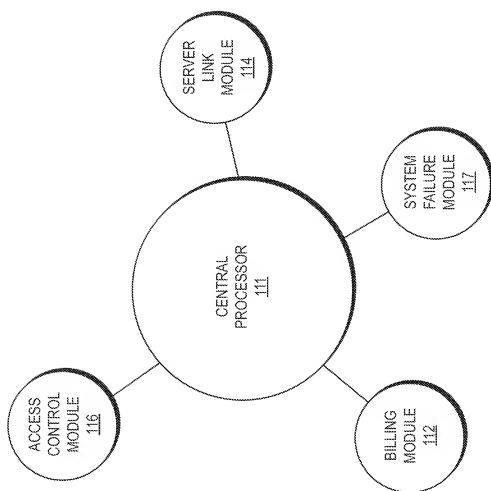 ACCESS
CONTROL
MODULE
116
SERVER
LINK
MODULE
114
CENTRAL
PROCESSOR
111
BILLING
MODULE
112
SYSTEM
FAILURE
MODULE
117